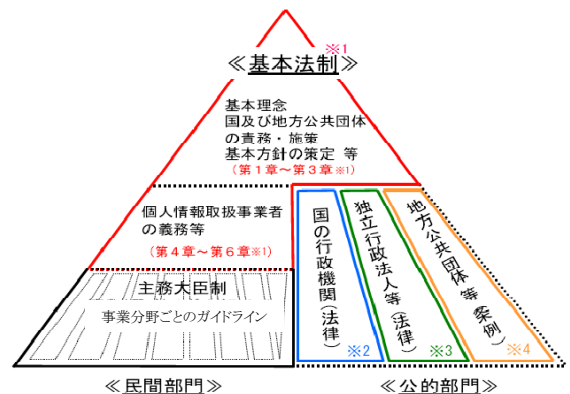 ※1
≪基本法制≫
基本理念
国及び地方公共団体
の責務・施策
基本方針の策定 等
(第1章~第3章※1)
個人情報取扱事業者
の義務等
(第4章~第6章※1)
主務大臣制
事業分野ごとのガイドライン
国の行政機関(法律)
※2
独立行政法人等(法律)
※3
地方公共団体 等(条例)
※4
≪民間部門≫
≪公的部門≫